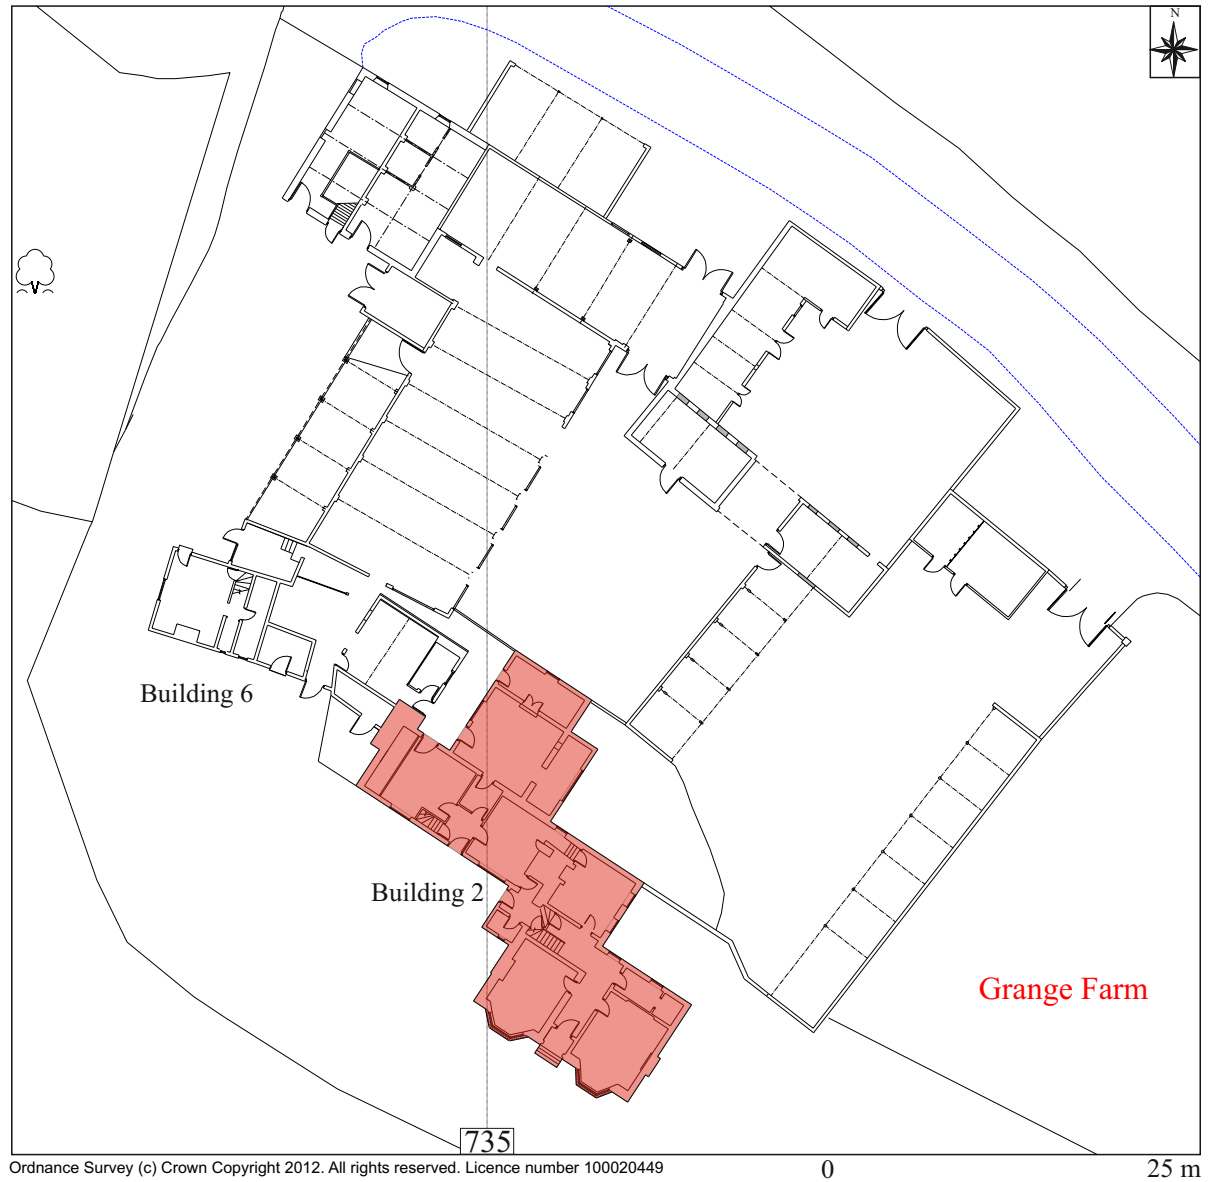 N
Building 6
Building 2
Grange Farm
735
Ordnance Survey (c) Crown Copyright 2012. All rights reserved. Licence number 100020449
0 25 m